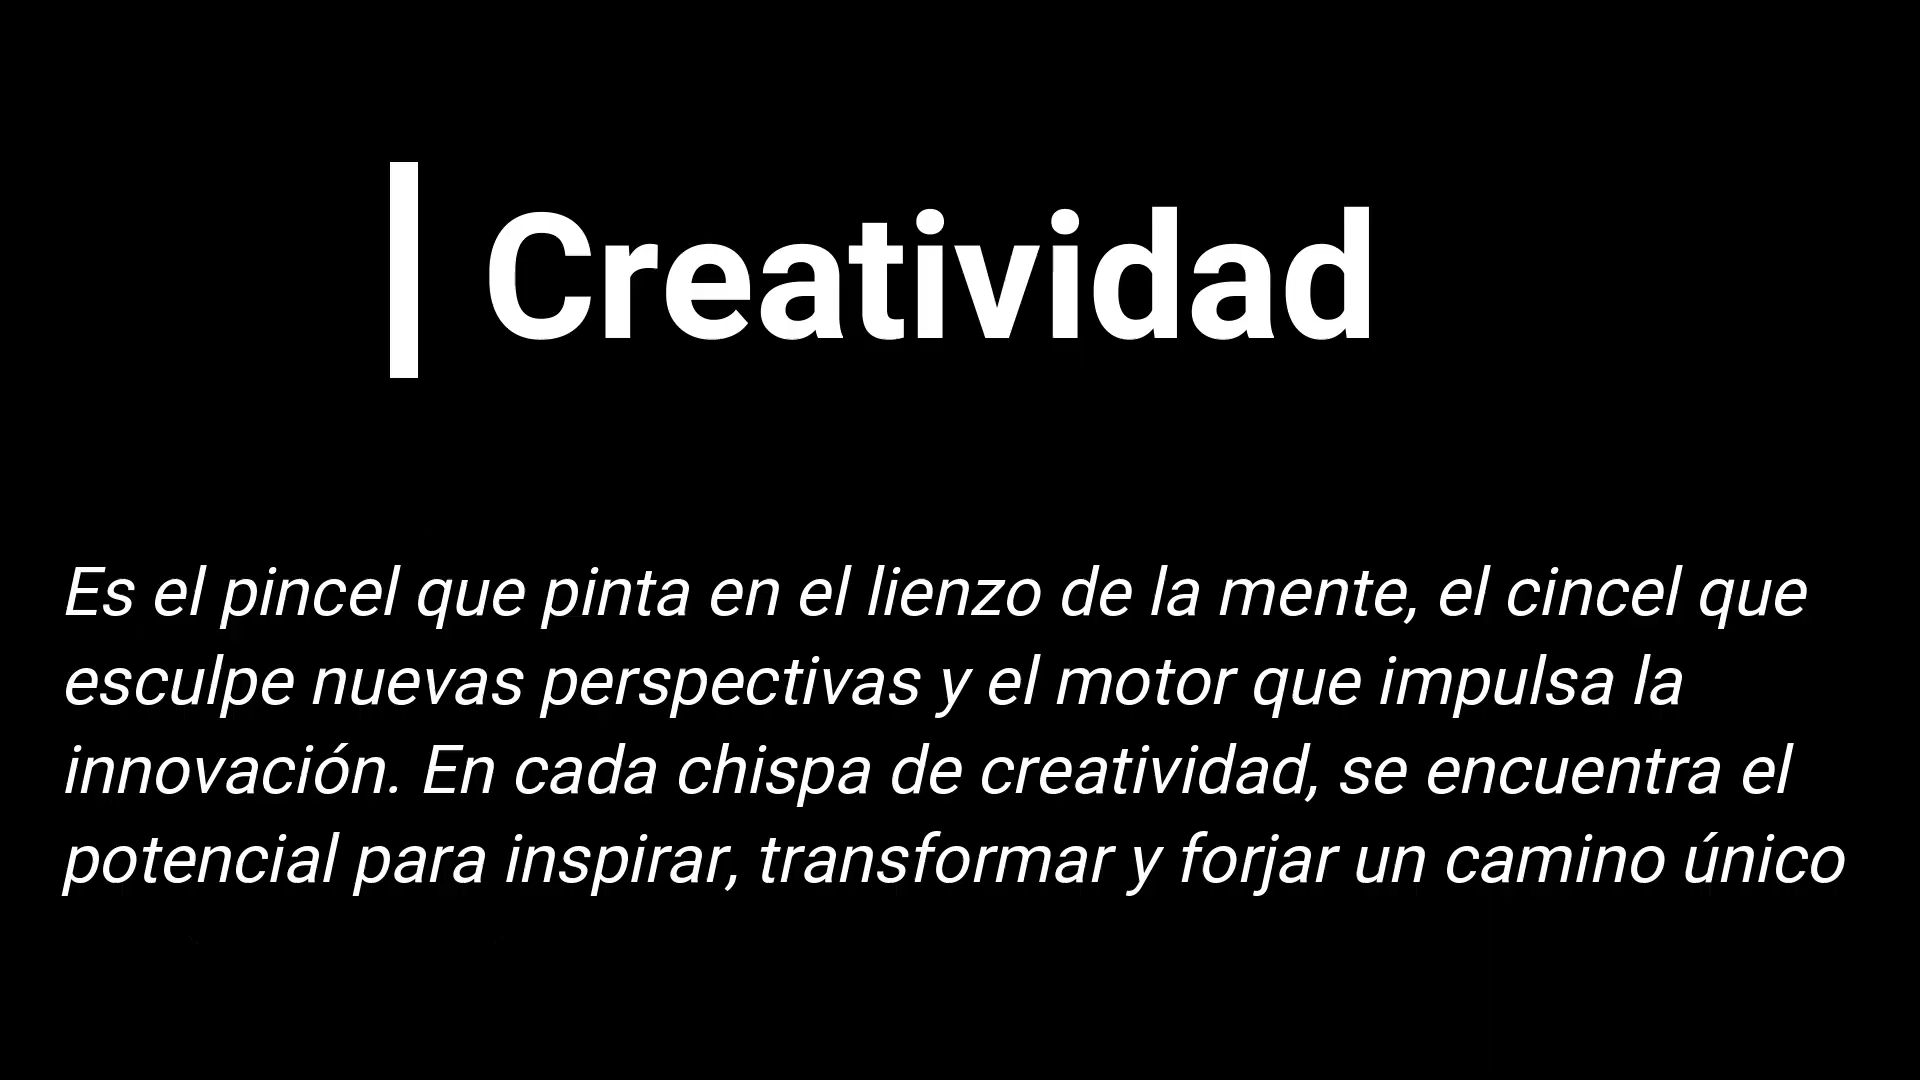 Creatividad
Es el pincel que pinta en el lienzo de la mente, el cincel que
esculpe nuevas perspectivas y el motor que impulsa la
innovación. En cada chispa de creatividad, se encuentra el
potencial para inspirar, transformar y forjar un camino único